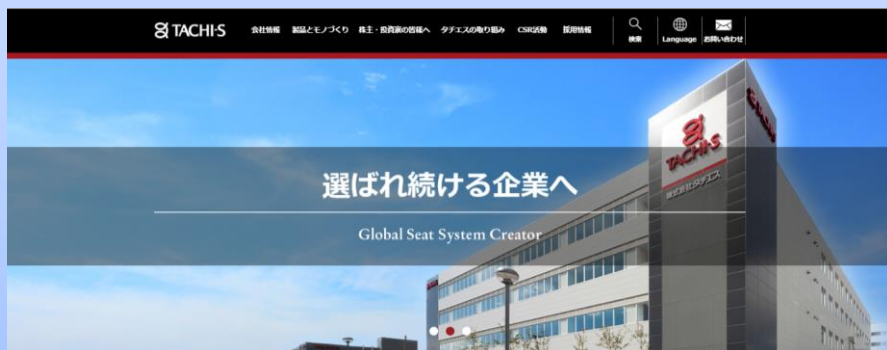 TACHI-S
会社情報 製品とモノづくり 株主・投資家の皆様へ タチエスの取り組み CSR活動 採用情報 検索 Language お問い合わせ
TACHI-S
株式会社タチエス
選ばれ続ける企業へ
Global Seat System Creator